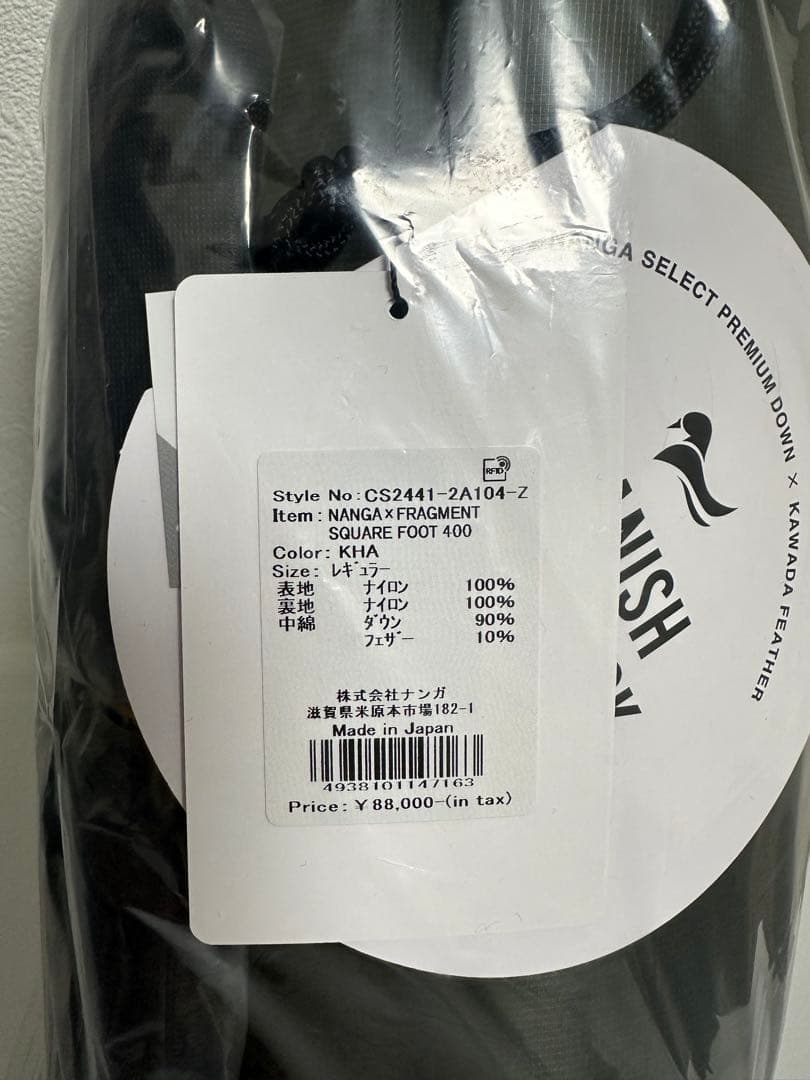 RFID
Style No:CS2441-2A104-Z
Item: NANGA×FRAGMENT
SQUARE FOOT 400
Color: KHA
Size: ﾚｷﾞｭﾗｰ
表地 ﾅｲﾛﾝ 100%
裏地 ﾅｲﾛﾝ 100%
中綿 ﾀﾞｳﾝ 90%
ﾌｪｻﾞｰ 10%
株式会社ナンガ
滋賀県米原本市場182-1
Made in Japan
4938101147163
Price: ¥88,000-(in tax)
SELECT PREMIUM DOWN × KAWADA FEATHER